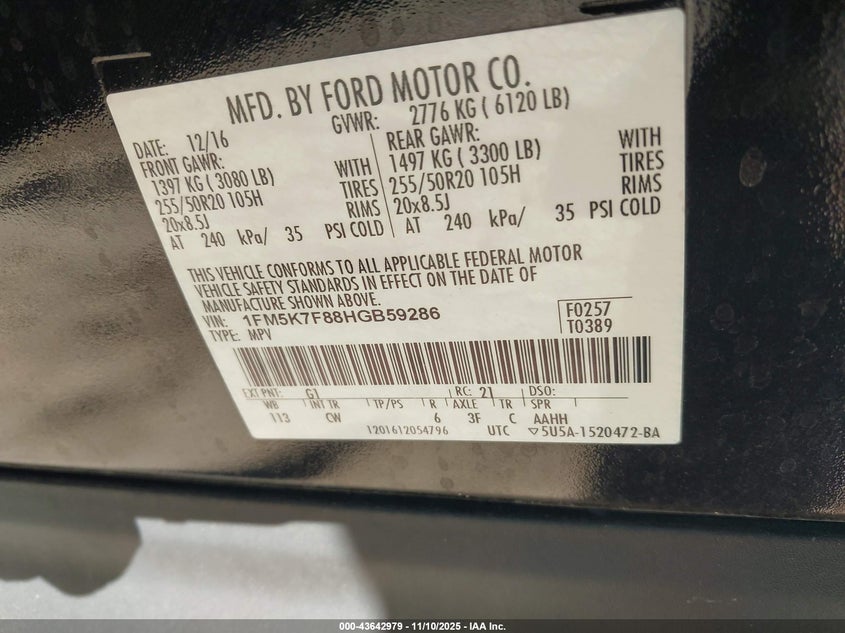 MFD. BY FORD MOTOR CO.
DATE: 12/16 GVWR: 2776 KG ( 6120 LB)
FRONT GAWR: REAR GAWR:
1397 KG ( 3080 LB) WITH 1497 KG ( 3300 LB) WITH
255/50R20 105H TIRES 255/50R20 105H TIRES
20x8.5J RIMS 20x8.5J RIMS
AT 240 kPa/ 35 PSI COLD AT 240 kPa/ 35 PSI COLD
THIS VEHICLE CONFORMS TO ALL APPLICABLE FEDERAL MOTOR
VEHICLE SAFETY STANDARDS IN EFFECT ON THE DATE OF
MANUFACTURE SHOWN ABOVE.
VIN: 1FM5K7F88HGB59286 F0257
TYPE: MPV T0389
EXT PNT: G1 RC: 21 DSO:
WB INT TR TP/PS R AXLE TR SPR
113 CW 6 3F C AAHH
1201612054796 UTC ▽5U5A-1520472-BA
000-43642979 — 11/10/2025 — IAA Inc.